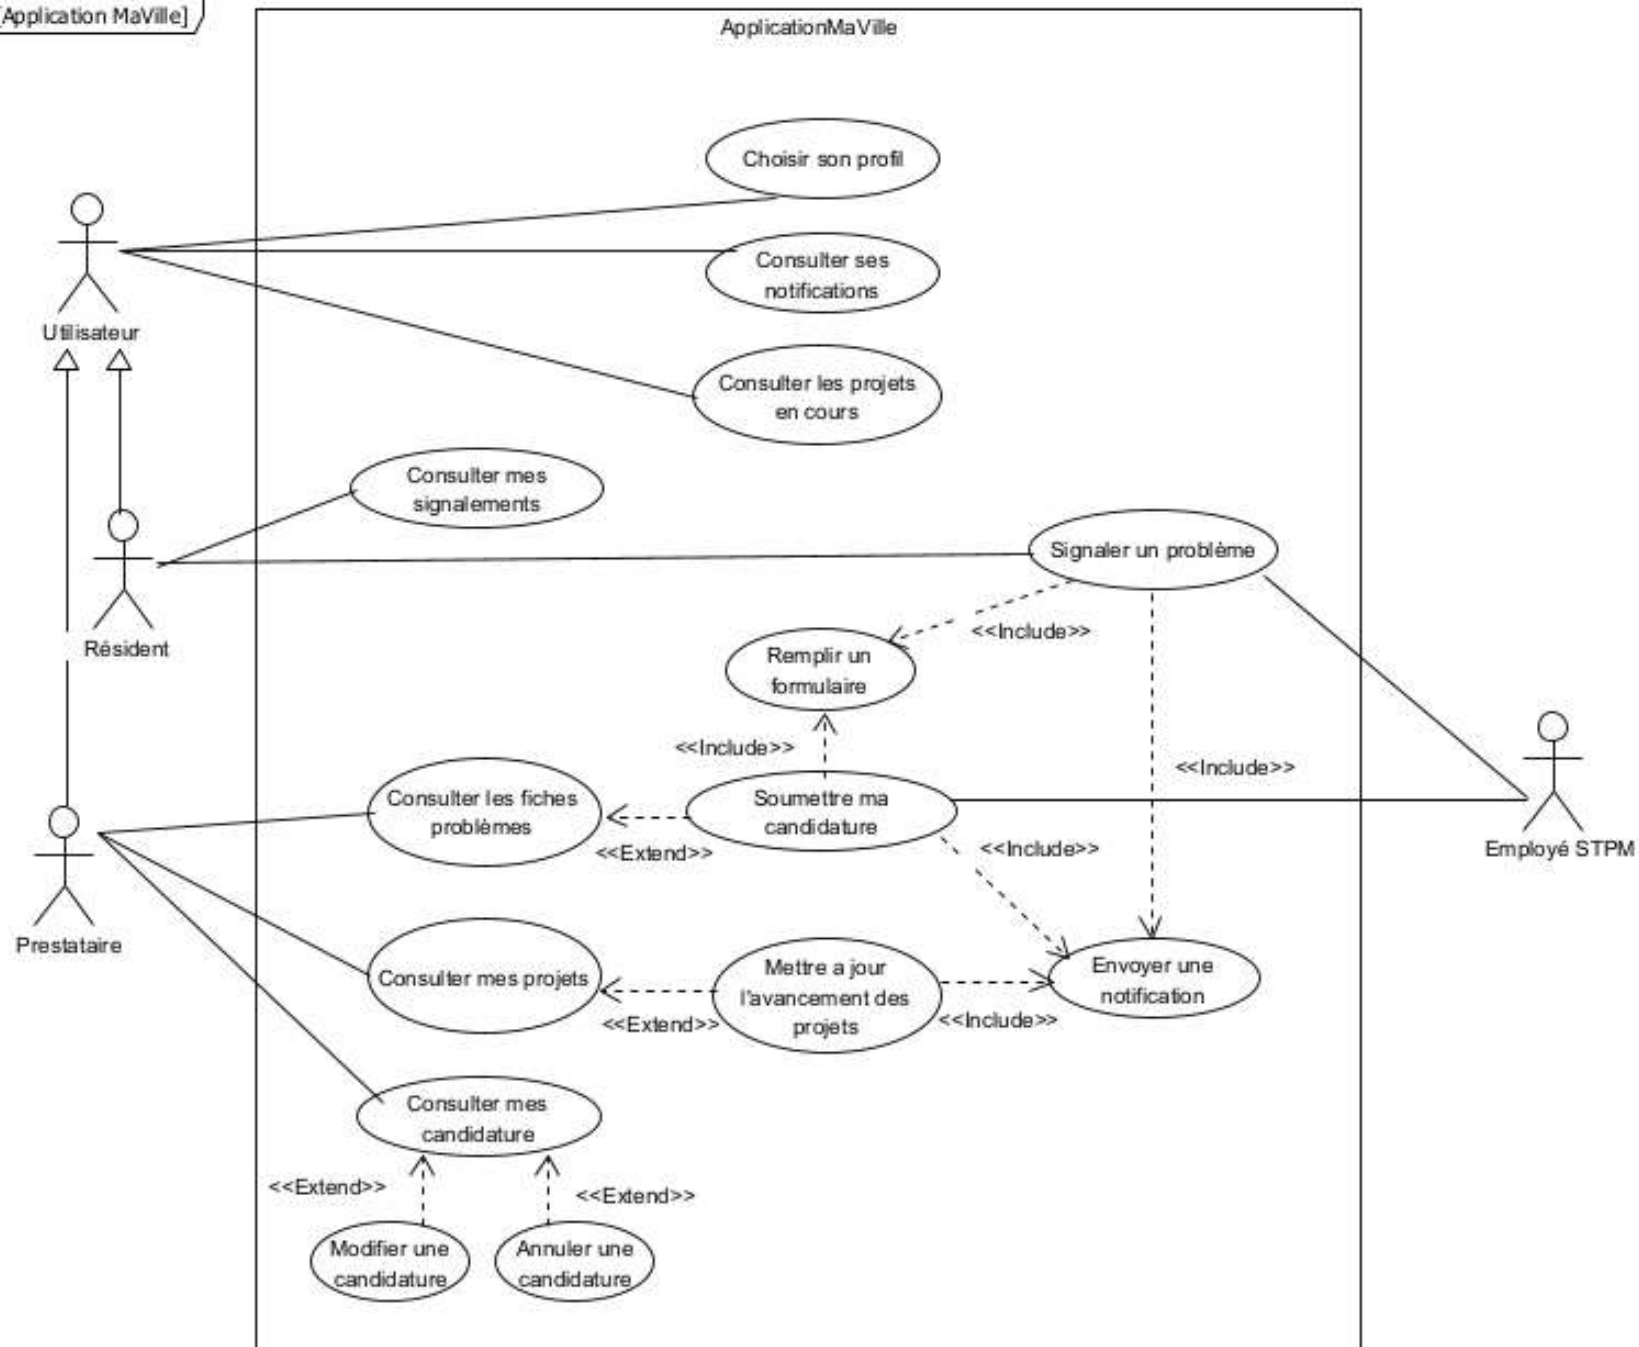 [Application MaVille]
ApplicationMaVille
Choisir son profil
Consulter ses
notifications
Utilisateur
Consulter les projets
en cours
Consulter mes
signalements
Signaler un problème
<<Include>>
Résident
Remplir un
formulaire
<<Include>>
<<Include>>
Consulter les fiches
problèmes
Soumettre ma
candidature
<<Extend>>
<<Include>>
Employé STPM
Prestataire
Consulter mes projets
Mettre a jour
l'avancement des
projets
Envoyer une
notification
<<Extend>>
<<Include>>
Consulter mes
candidature
<<Extend>>
<<Extend>>
Modifier une
candidature
Annuler une
candidature